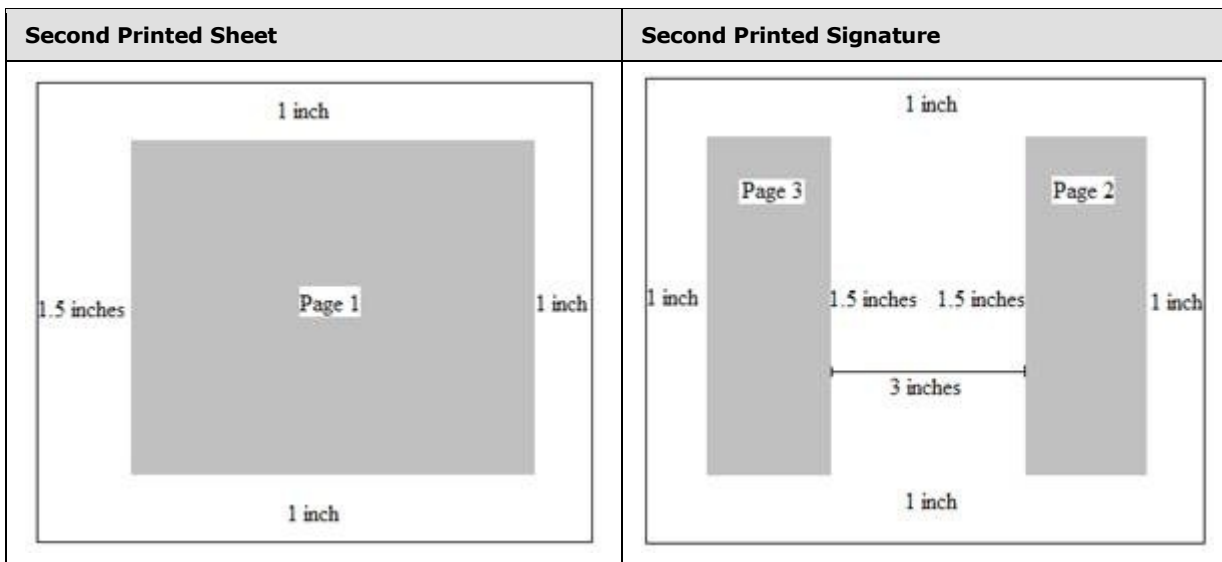 Second Printed Sheet
Second Printed Signature
1 inch
1.5 inches
Page 1
1 inch
1 inch
1 inch
Page 3
Page 2
1 inch
1.5 inches
1.5 inches
1 inch
3 inches
1 inch